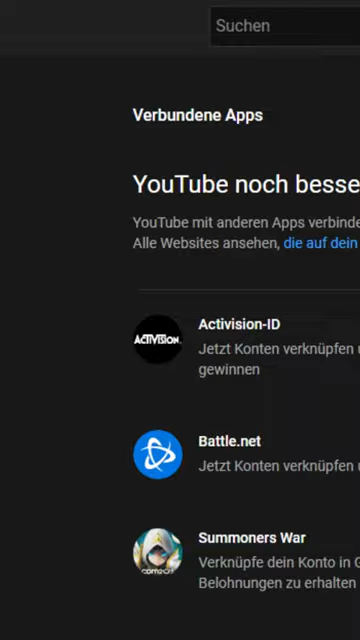 Suchen
Verbundene Apps
YouTube noch besse
YouTube mit anderen Apps verbinde
Alle Websites ansehen, die auf dein
ACTIVISION
Activision-ID
Jetzt Konten verknüpfen u
gewinnen
Battle.net
Jetzt Konten verknüpfen u
Summoners War
Verknüpfe dein Konto in G
COM2US
Belohnungen zu erhalten